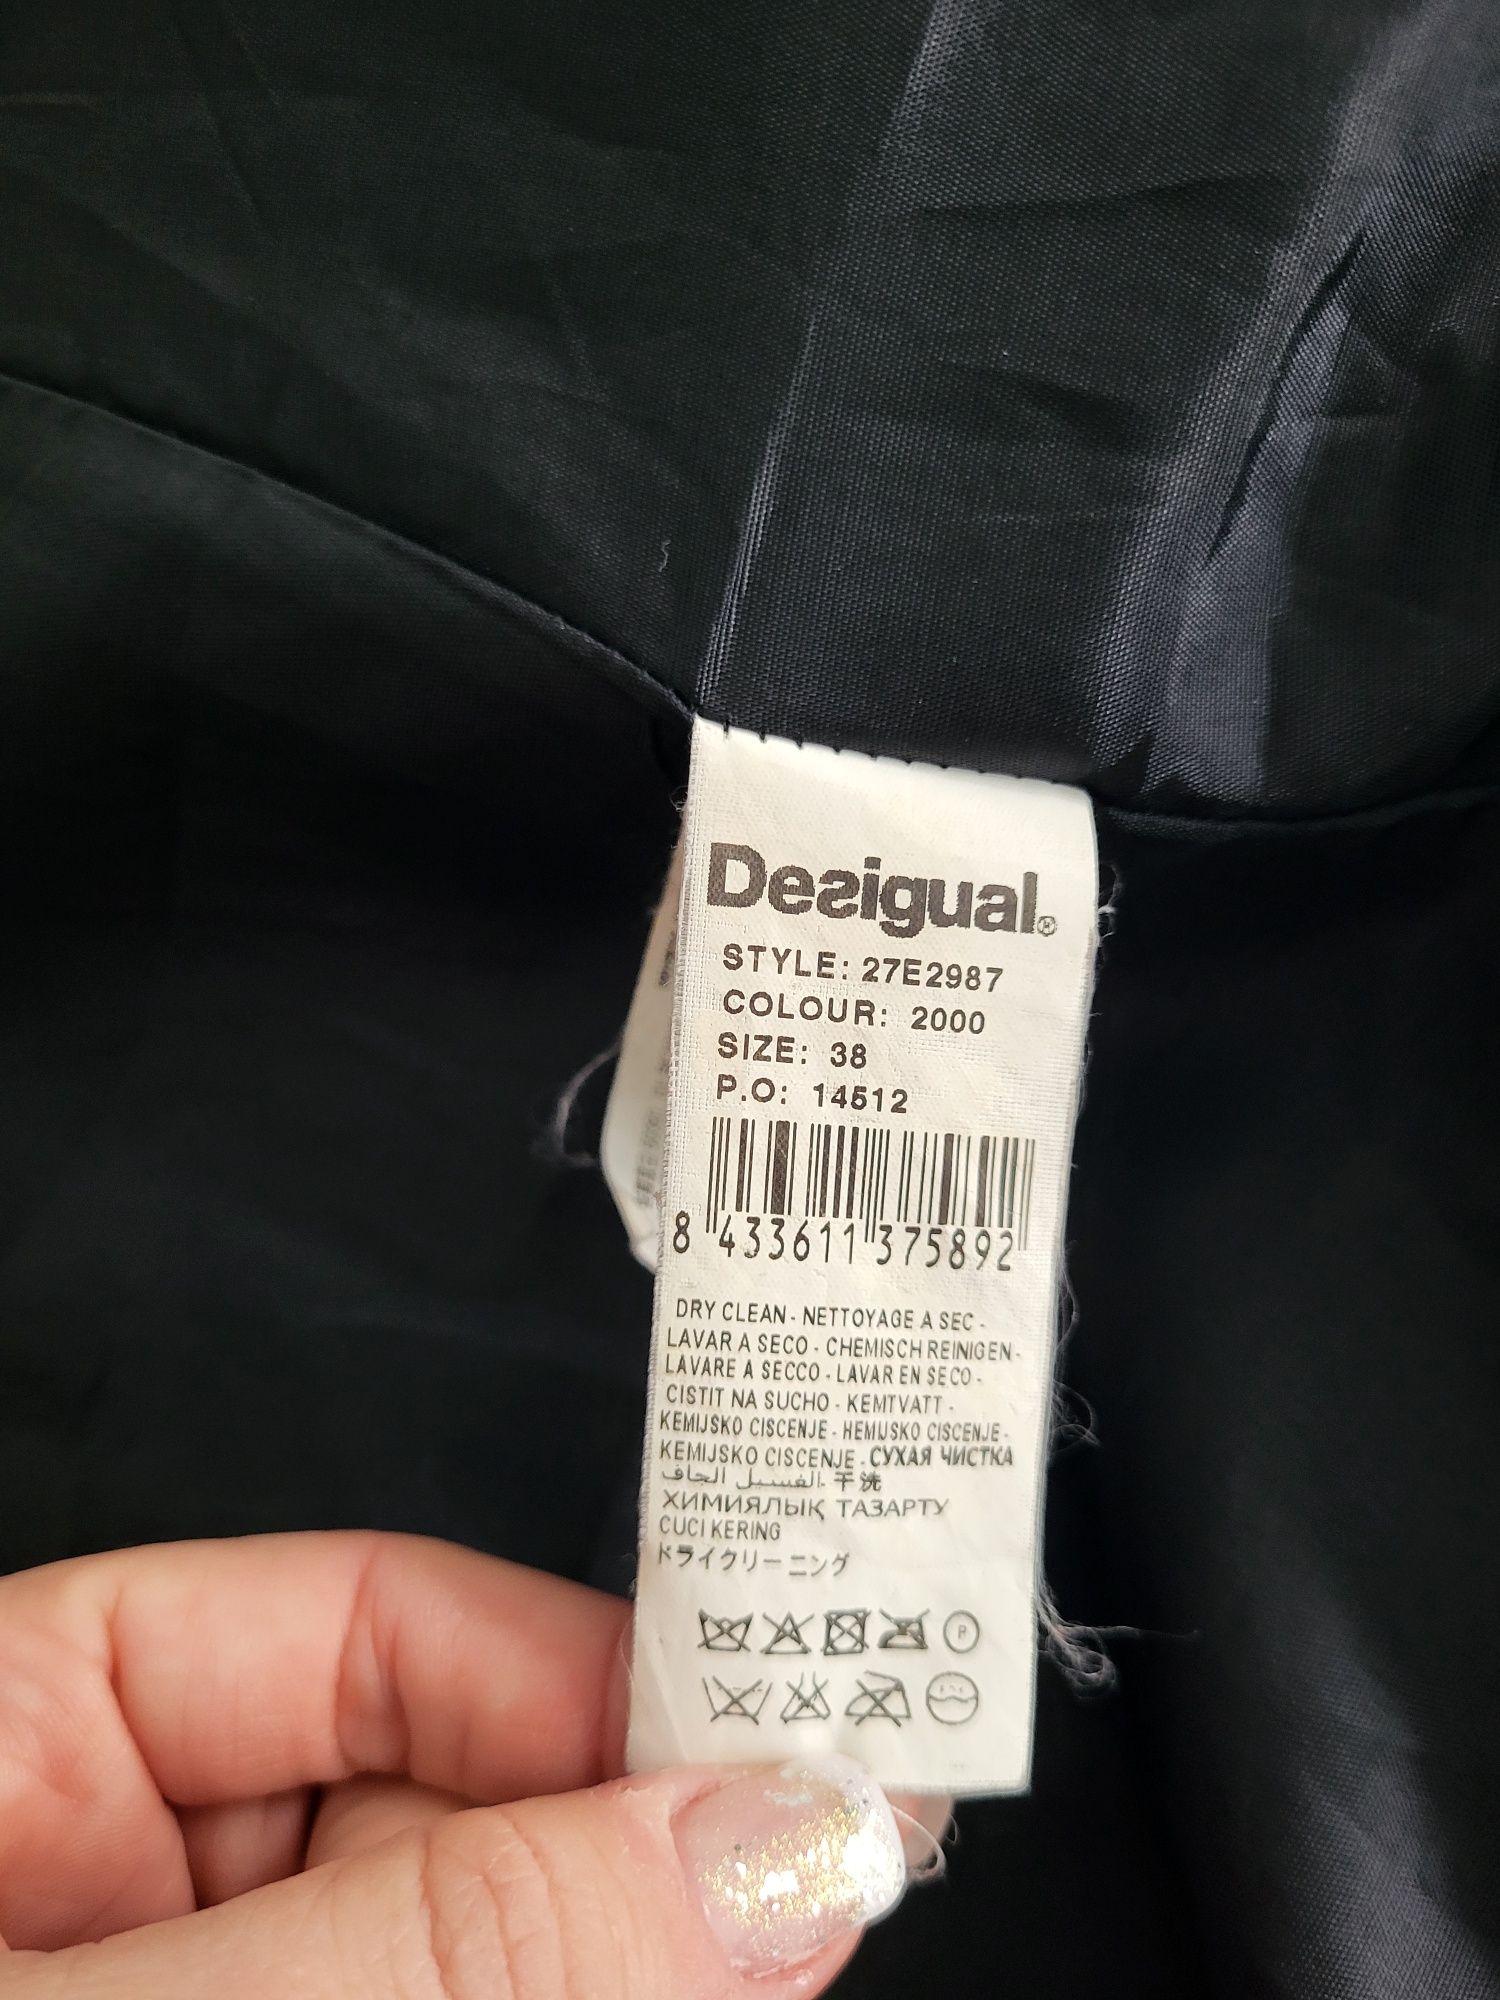 Desigual®
STYLE: 27E2987
COLOUR: 2000
SIZE: 38
P.O: 14512
8 433611 375892
DRY CLEAN - NETTOYAGE A SEC -
LAVAR A SECO - CHEMISCH REINIGEN -
LAVARE A SECCO - LAVAR EN SECO -
CISTIT NA SUCHO - KEMTVATT -
KEMIJSKO CISCENJE - HEMIJSKO CISCENJE -
KEMIJSKO CISCENJE - СУХАЯ ЧИСТКА
الغسيل الجاف. 干洗
ХИМИЯЛЫҚ ТАЗАРТУ
CUCI KERING
ドライクリーニング
P